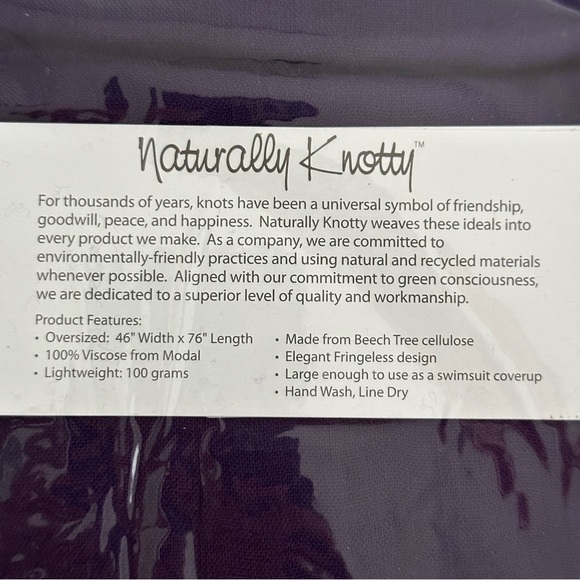 Naturally Knotty™
For thousands of years, knots have been a universal symbol of friendship,
goodwill, peace, and happiness. Naturally Knotty weaves these ideals into
every product we make. As a company, we are committed to
environmentally-friendly practices and using natural and recycled materials
whenever possible. Aligned with our commitment to green consciousness,
we are dedicated to a superior level of quality and workmanship.
Product Features:
• Oversized: 46" Width x 76" Length
• 100% Viscose from Modal
• Lightweight: 100 grams
• Made from Beech Tree cellulose
• Elegant Fringeless design
• Large enough to use as a swimsuit coverup
• Hand Wash, Line Dry